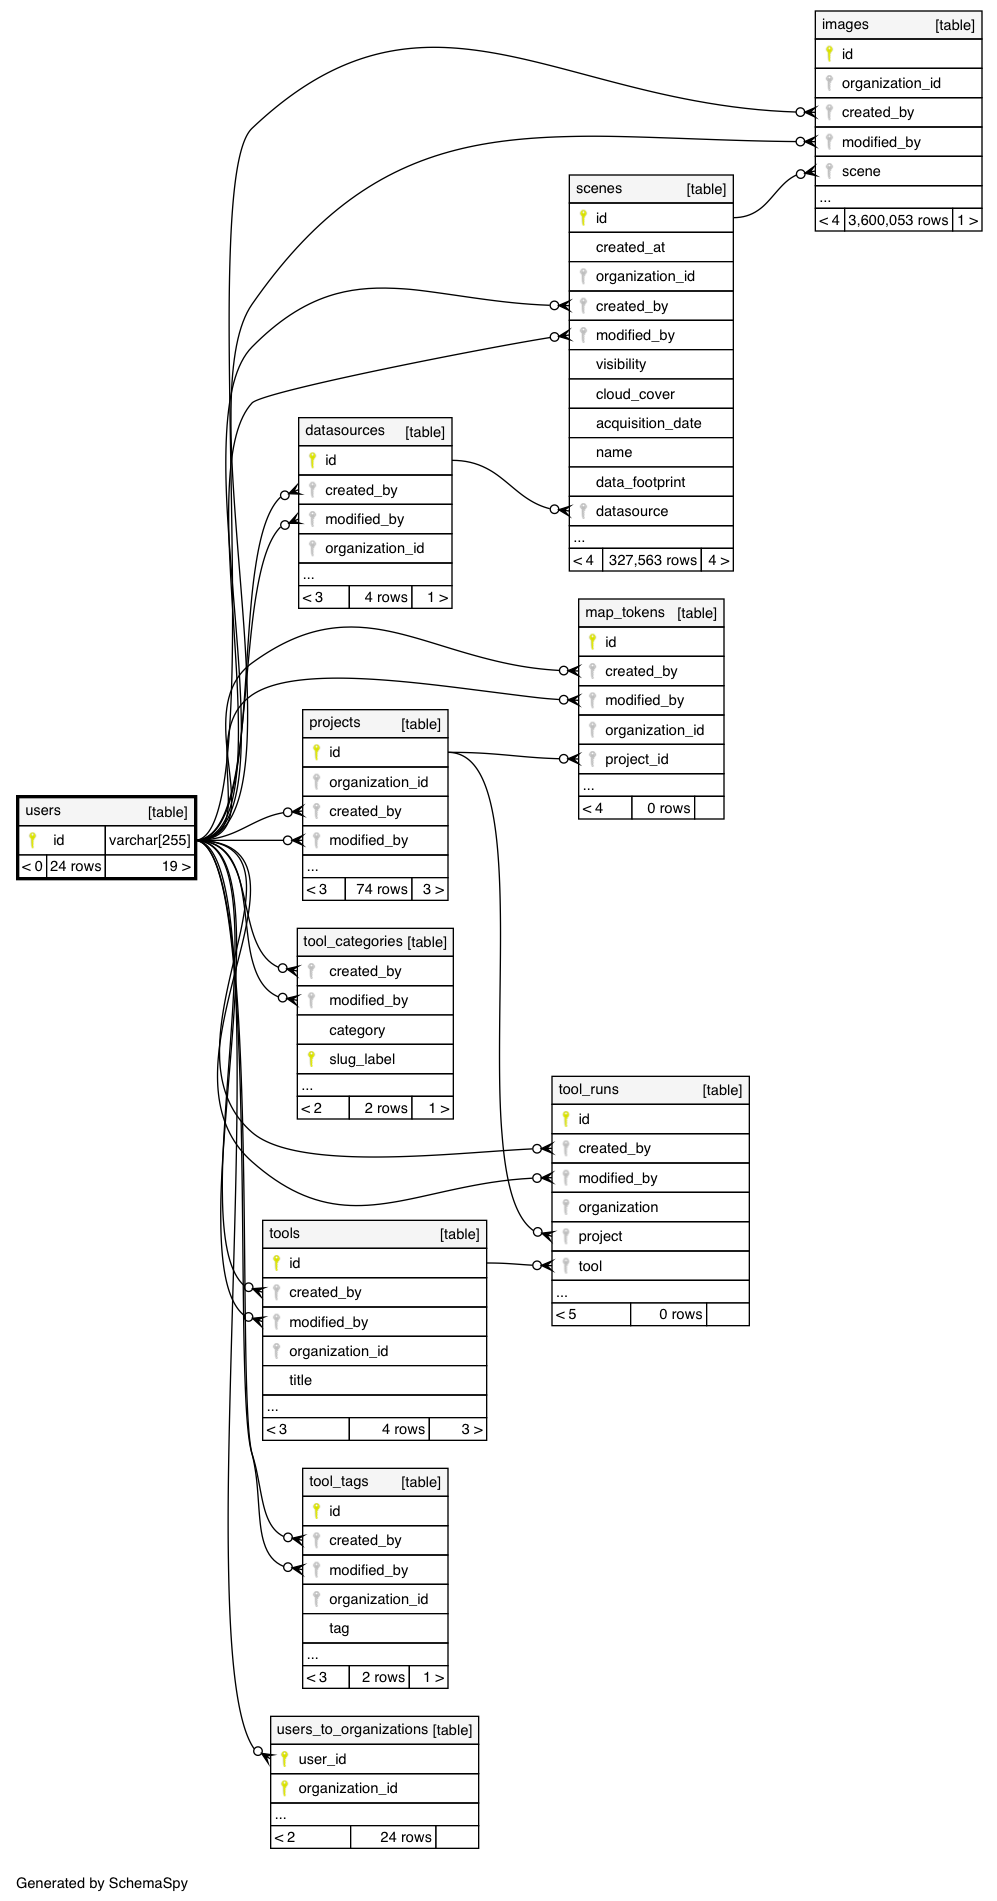 images [table]
id
organization_id
created_by
modified_by
scene
...
< 4 3,600,053 rows 1 >
scenes [table]
id
created_at
organization_id
created_by
modified_by
visibility
cloud_cover
acquisition_date
name
data_footprint
datasource
...
< 4 327,563 rows 4 >
datasources [table]
id
created_by
modified_by
organization_id
...
< 3 4 rows 1 >
map_tokens [table]
id
created_by
modified_by
organization_id
project_id
...
< 4 0 rows
projects [table]
id
organization_id
created_by
modified_by
...
< 3 74 rows 3 >
users [table]
id varchar[255]
< 0 24 rows 19 >
tool_categories [table]
created_by
modified_by
category
slug_label
...
< 2 2 rows 1 >
tool_runs [table]
id
created_by
modified_by
organization
project
tool
...
< 5 0 rows
tools [table]
id
created_by
modified_by
organization_id
title
...
< 3 4 rows 3 >
tool_tags [table]
id
created_by
modified_by
organization_id
tag
...
< 3 2 rows 1 >
users_to_organizations [table]
user_id
organization_id
...
< 2 24 rows
Generated by SchemaSpy